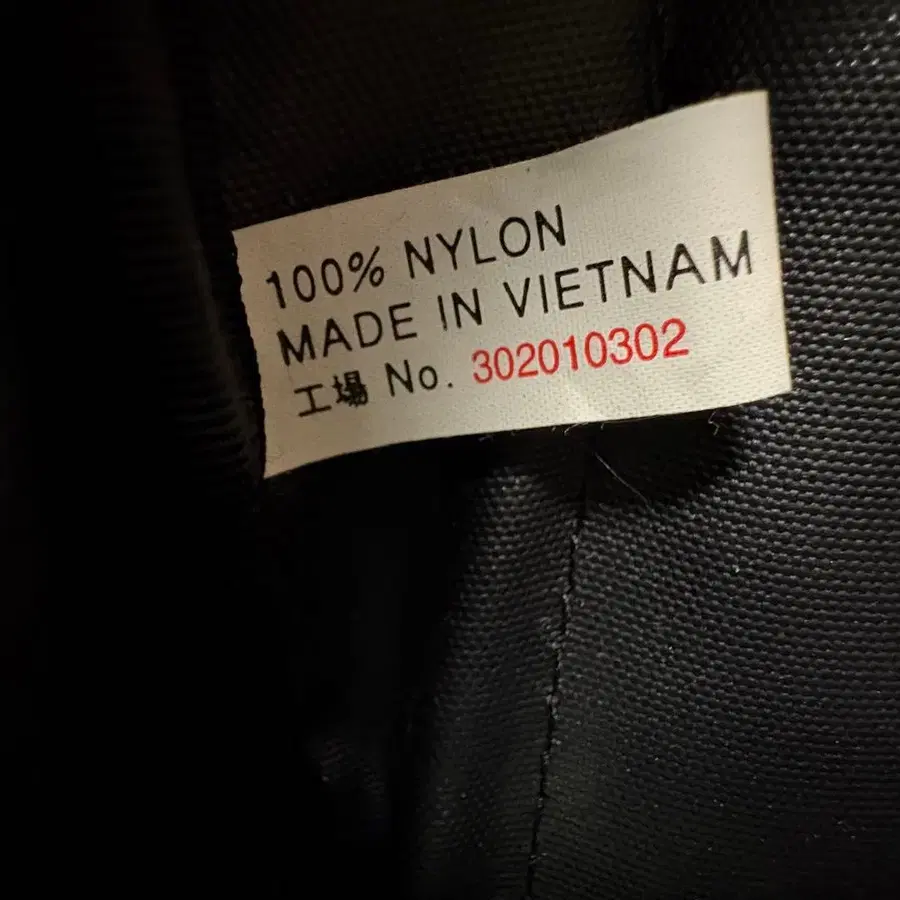 100% NYLON
MADE IN VIETNAM
工場 No. 302010302